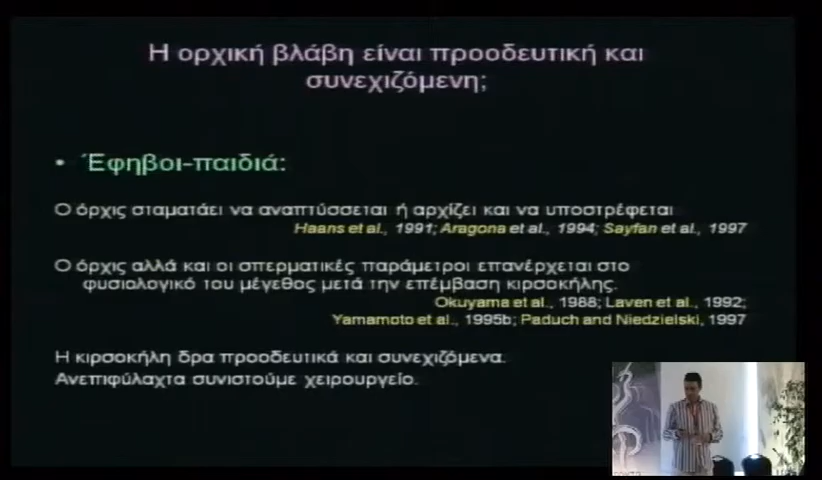 Η ορχική βλάβη είναι προοδευτική και
συνεχιζόμενη;
• Έφηβοι-παιδιά:
Ο όρχις σταματάει να αναπτύσσεται ή αρχίζει και να υποστρέφεται
Haans et al., 1991; Aragona et al., 1994; Sayfan et al., 1997
Ο όρχις αλλά και οι σπερματικές παράμετροι επανέρχεται στο
φυσιολογικό του μέγεθος μετά την επέμβαση κιρσοκήλης.
Okuyama et al., 1988; Laven et al., 1992;
Yamamoto et al., 1995b; Paduch and Niedzielski, 1997
Η κιρσοκήλη δρα προοδευτικά και συνεχιζόμενα.
Ανεπιφύλαχτα συνιστούμε χειρουργείο.